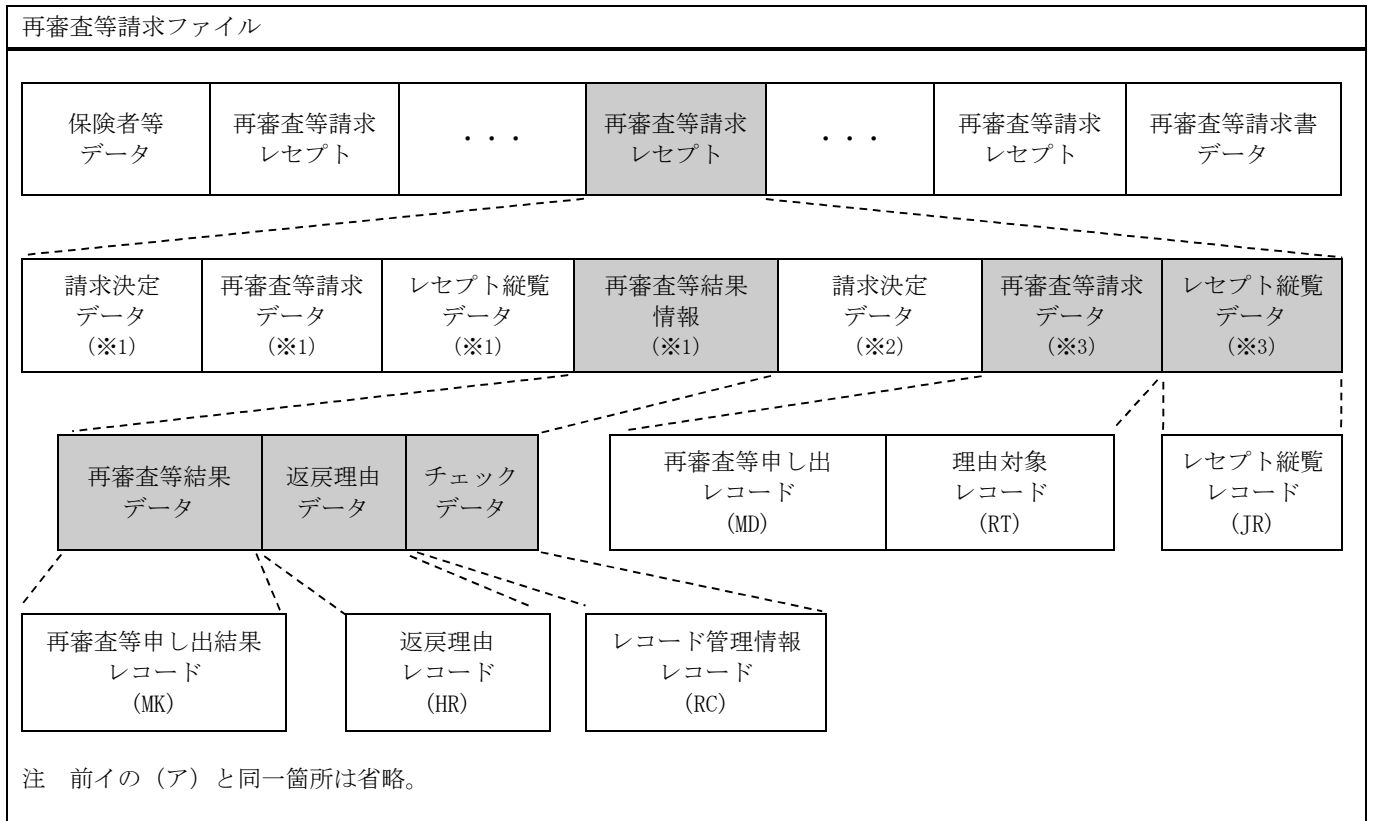 再審査等請求ファイル
保険者等
データ
再審査等請求
レセプト
・・・
再審査等請求
レセプト
・・・
再審査等請求
レセプト
再審査等請求書
データ
請求決定
データ
(※1)
再審査等請求
データ
(※1)
レセプト縦覧
データ
(※1)
再審査等結果
情報
(※1)
請求決定
データ
(※2)
再審査等請求
データ
(※3)
レセプト縦覧
データ
(※3)
再審査等結果
データ
返戻理由
データ
チェック
データ
再審査等申し出
レコード
(MD)
理由対象
レコード
(RT)
レセプト縦覧
レコード
(JR)
再審査等申し出結果
レコード
(MK)
返戻理由
レコード
(HR)
レコード管理情報
レコード
(RC)
注　前イの（ア）と同一箇所は省略。